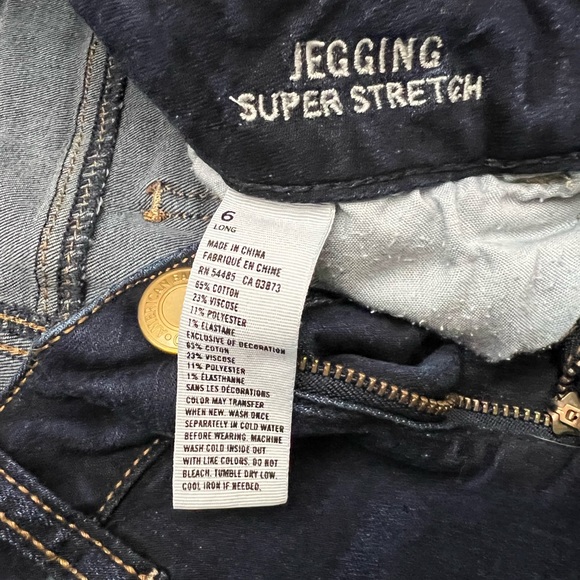 JEGGING
SUPER STRETCH
6
LONG
MADE IN CHINA
FABRIQUÉ EN CHINE
RN 54485 CA 03873
65% COTTON
23% VISCOSE
11% POLYESTER
1% ELASTANE
EXCLUSIVE OF DECORATION
65% COTON
23% VISCOSE
11% POLYESTER
1% ÉLASTHANNE
SANS LES DÉCORATIONS
COLOR MAY TRANSFER
WHEN NEW. WASH ONCE
SEPARATELY IN COLD WATER
BEFORE WEARING. MACHINE
WASH COLD INSIDE OUT
WITH LIKE COLORS. DO NOT
BLEACH. TUMBLE DRY LOW.
COOL IRON IF NEEDED.